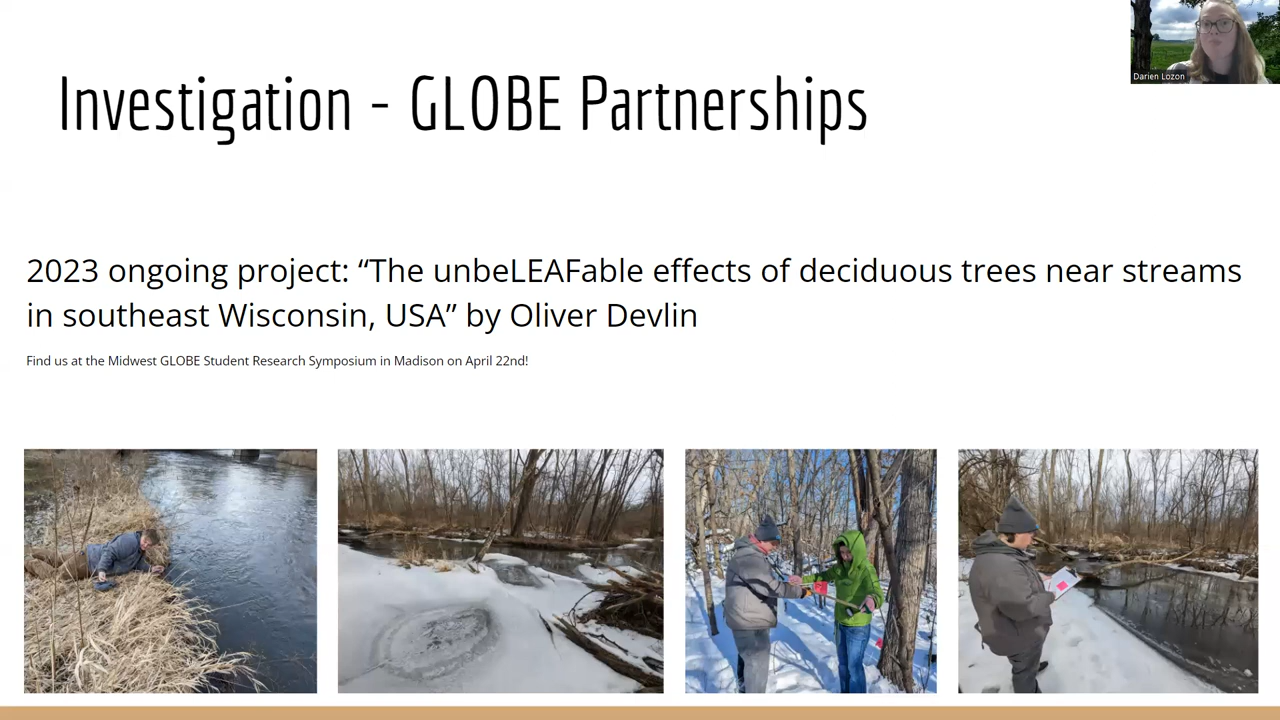 Darien Lozon
Investigation - GLOBE Partnerships
2023 ongoing project: “The unbeLEAFable effects of deciduous trees near streams
in southeast Wisconsin, USA” by Oliver Devlin
Find us at the Midwest GLOBE Student Research Symposium in Madison on April 22nd!